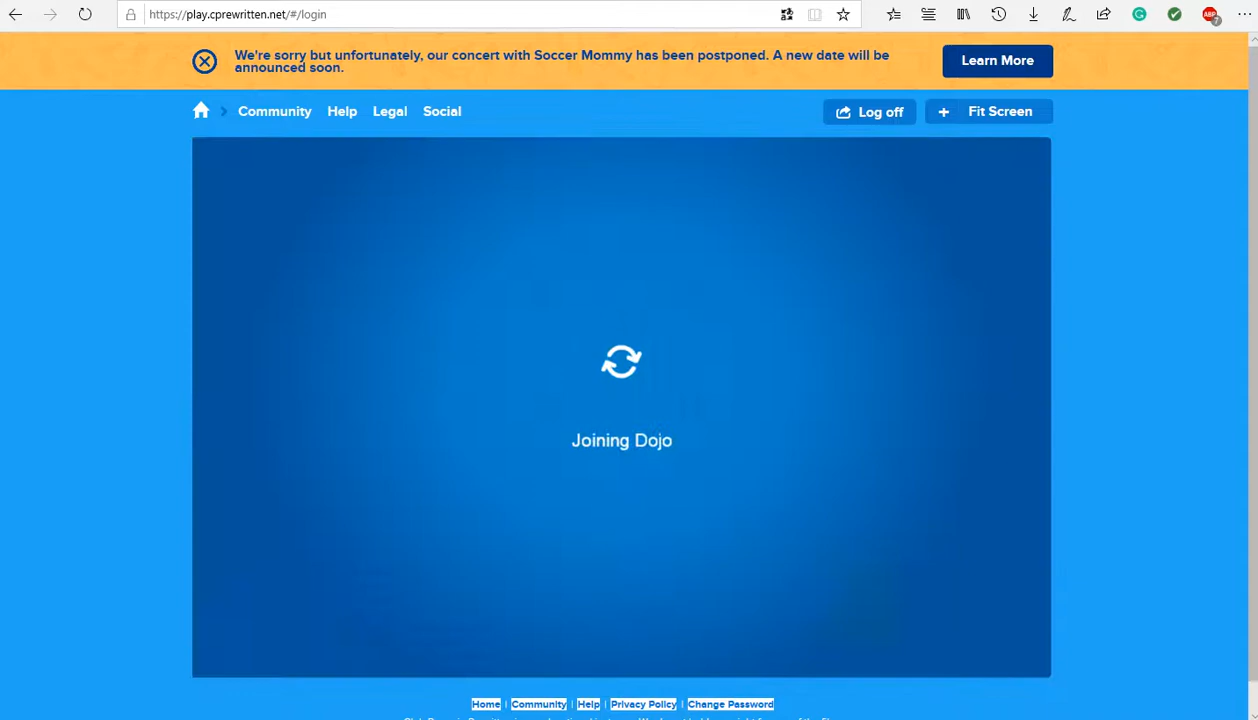 https://play.cprewritten.net/#/login
ABP
7
We're sorry but unfortunately, our concert with Soccer Mommy has been postponed. A new date will be
announced soon.
Learn More
Community Help Legal Social
Log off
+ Fit Screen
Joining Dojo
Home | Community | Help | Privacy Policy | Change Password